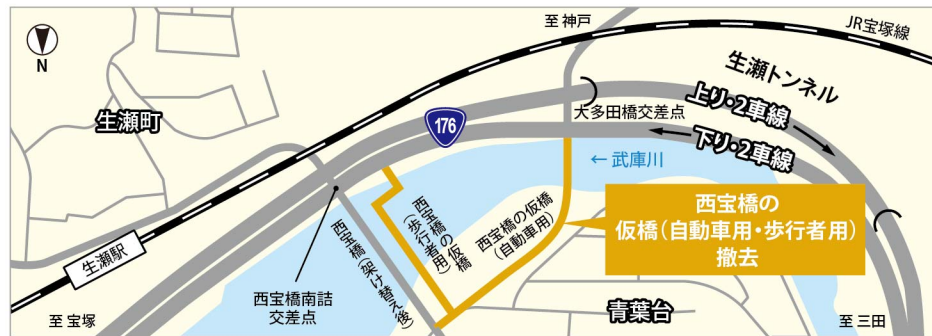 至 神戸
JR宝塚線
N
生瀬町
生瀬トンネル
176
上り・2車線
大多田橋交差点
下り・2車線
← 武庫川
西宝橋の仮橋
(歩行者用)
西宝橋の仮橋
(自動車用)
西宝橋の
仮橋(自動車用・歩行者用)
撤去
生瀬駅
西宝橋(架け替え後)
西宝橋南詰
交差点
青葉台
至 宝塚
至 三田